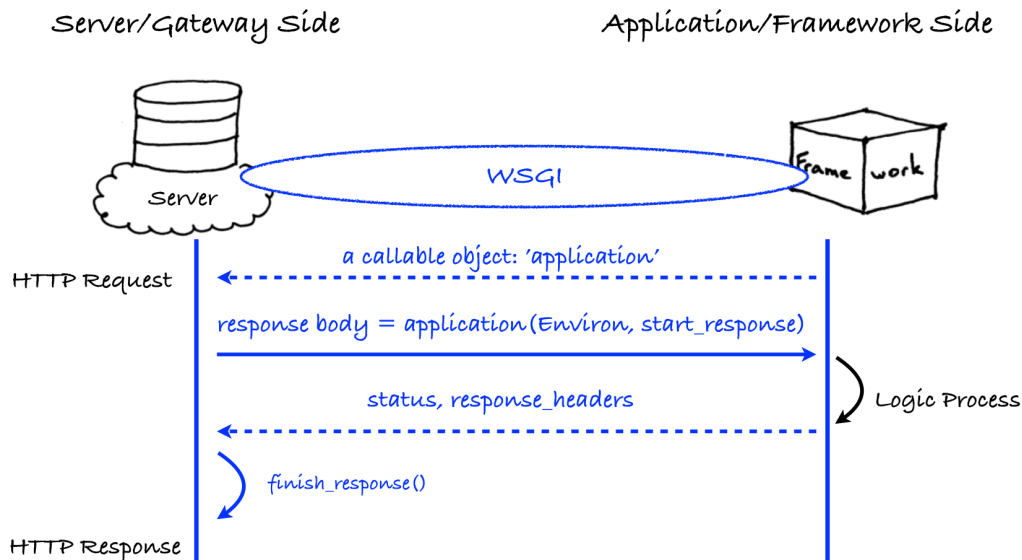 Server/Gateway Side
Application/Framework Side
Server
WSGI
Frame work
a callable object: 'application'
HTTP Request
response body = application(Environ, start_response)
status, response_headers
Logic Process
finish_response()
HTTP Response